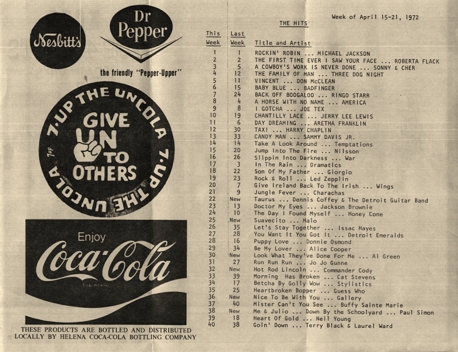 Nesbitt's
Dr
Pepper
the friendly "Pepper-Upper"
7-UP THE UNCOLA 7-UP THE UNCOLA
GIVE
UN
TO
OTHERS
Enjoy
Coca-Cola
THESE PRODUCTS ARE BOTTLED AND DISTRIBUTED
LOCALLY BY HELENA COCA-COLA BOTTLING COMPANY
THE HITS
Week of April 15-21, 1972
This Last
Week Week Title and Artist
1 1 ROCKIN' ROBIN ... MICHAEL JACKSON
2 2 THE FIRST TIME EVER I SAW YOUR FACE ... ROBERTA FLACK
3 5 A COWBOY'S WORK IS NEVER DONE ... SONNY & CHER
4 12 THE FAMILY OF MAN ... THREE DOG NIGHT
5 11 VINCENT ... DON McCLEAN
6 15 BABY BLUE ... BADFINGER
7 24 BACK OFF BOOGALOO ... RINGO STARR
8 4 A HORSE WITH NO NAME ... AMERICA
9 8 I GOTCHA ... JOE TEX
10 19 CHANTILLY LACE ... JERRY LEE LEWIS
11 6 DAY DREAMING ... ARETHA FRANKLIN
12 30 TAXI ... HARRY CHAPLIN
13 33 CANDY MAN ... SAMMY DAVIS JR.
14 14 Take A Look Around ... Temptations
15 20 Jump Into The Fire ... Nilsson
16 26 Slippin Into Darkness ... War
17 3 In The Rain ... Dramatics
18 22 Son Of My Father ... Giorgio
19 23 Rock & Roll ... Led Zepplin
20 7 Give Ireland Back To The Irish ... Wings
21 9 Jungle Fever ... Charachas
22 New Taurus ... Dennis Coffey & The Detroit Guitar Band
23 13 Doctor My Eyes ... Jackson Brownie
24 10 The Day I Found Myself ... Honey Come
25 New Suavecito ... Malo
26 35 Let's Stay Together ... Isaac Hayes
27 28 You Want It You Got It ... Detroit Emeralds
28 16 Puppy Love ... Donnie Osmond
29 34 Be My Lover ... Alice Cooper
30 New Look What They've Done For Me ... Al Green
31 27 Run Run Run ... Jo Jo Gunne
32 New Hot Rod Lincoln ... Commander Cody
33 39 Morning Has Broken ... Cat Stevens
34 17 Betcha By Golly Wow ... Stylistics
35 25 Heartbroken Bopper ... Guess Who
36 New Nice To Be With You ... Gallery
37 40 Mister Can't You See ... Buffy Sainte Marie
38 New Me & Julio ... Down By the Schoolyard ... Paul Simon
39 18 Heart Of Gold ... Neil Young
40 38 Goin' Down ... Terry Black & Laurel Ward